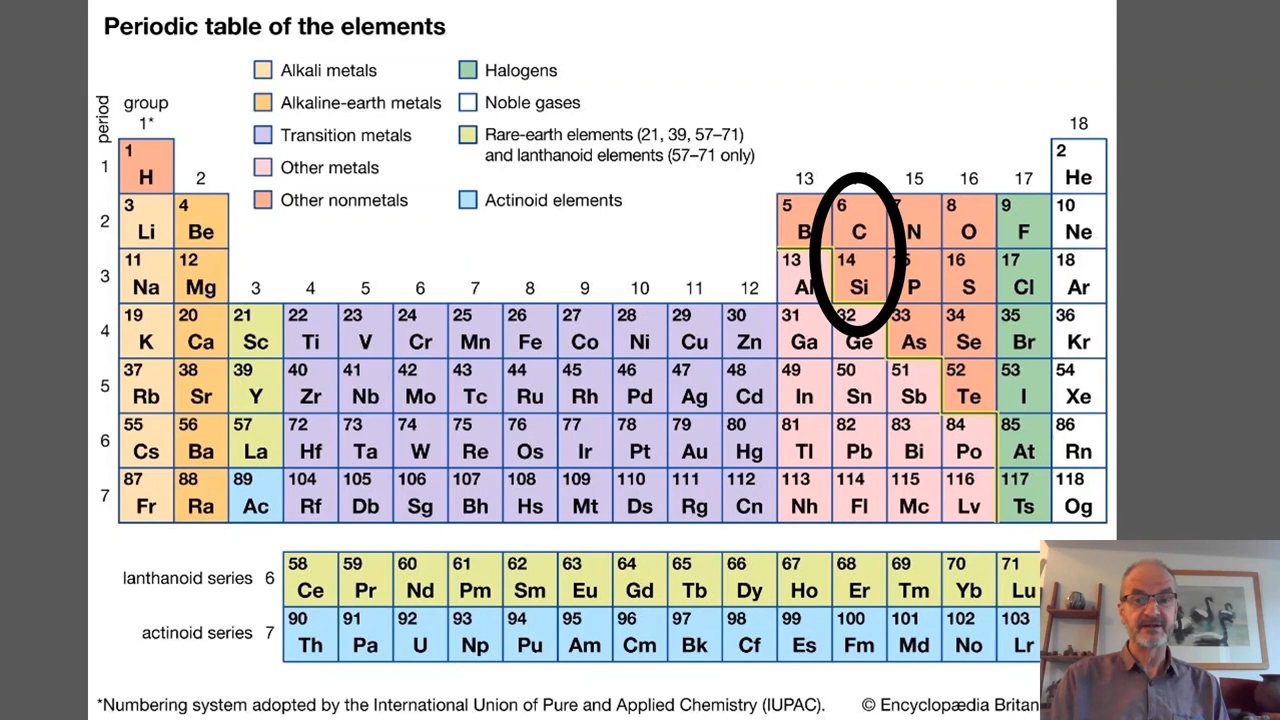 Periodic table of the elements
Alkali metals
Alkaline-earth metals
Transition metals
Other metals
Other nonmetals
Halogens
Noble gases
Rare-earth elements (21, 39, 57–71)
and lanthanoid elements (57–71 only)
Actinoid elements
period
group
1* 2 3 4 5 6 7 8 9 10 11 12 13 15 16 17 18
1
1 2
H He
2
3 4 5 6 7 8 9 10
Li Be B C N O F Ne
3
11 12 13 14 15 16 17 18
Na Mg Al Si P S Cl Ar
4
19 20 21 22 23 24 25 26 27 28 29 30 31 32 33 34 35 36
K Ca Sc Ti V Cr Mn Fe Co Ni Cu Zn Ga Ge As Se Br Kr
5
37 38 39 40 41 42 43 44 45 46 47 48 49 50 51 52 53 54
Rb Sr Y Zr Nb Mo Tc Ru Rh Pd Ag Cd In Sn Sb Te I Xe
6
55 56 57 72 73 74 75 76 77 78 79 80 81 82 83 84 85 86
Cs Ba La Hf Ta W Re Os Ir Pt Au Hg Tl Pb Bi Po At Rn
7
87 88 89 104 105 106 107 108 109 110 111 112 113 114 115 116 117 118
Fr Ra Ac Rf Db Sg Bh Hs Mt Ds Rg Cn Nh Fl Mc Lv Ts Og
lanthanoid series 6
58 59 60 61 62 63 64 65 66 67 68 69 70 71
Ce Pr Nd Pm Sm Eu Gd Tb Dy Ho Er Tm Yb Lu
actinoid series 7
90 91 92 93 94 95 96 97 98 99 100 101 102 103
Th Pa U Np Pu Am Cm Bk Cf Es Fm Md No Lr
*Numbering system adopted by the International Union of Pure and Applied Chemistry (IUPAC).
© Encyclopædia Britan